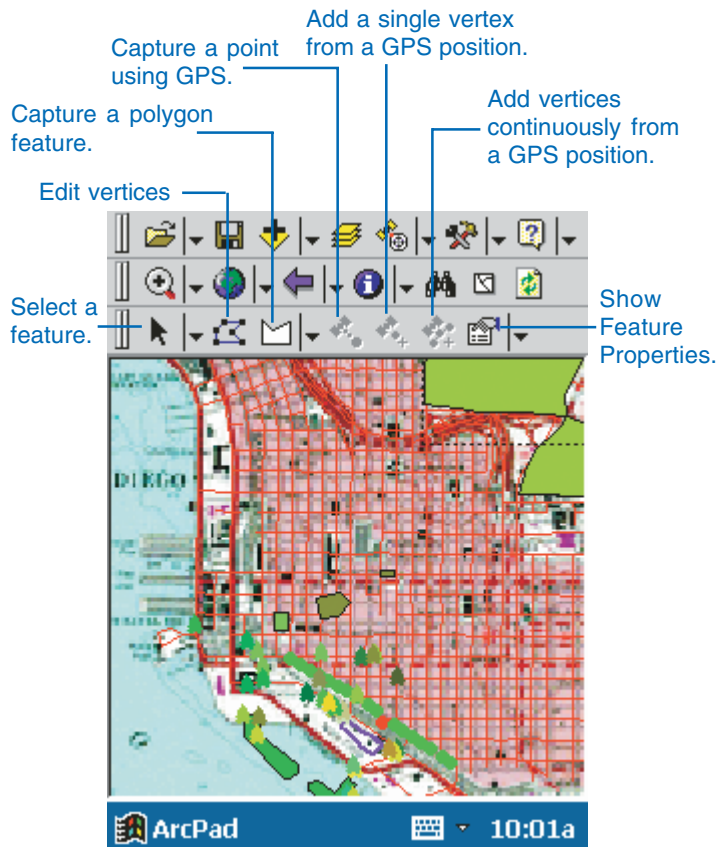 Add a single vertex
from a GPS position.
Capture a point
using GPS.
Add vertices
continuously from
a GPS position.
Capture a polygon
feature.
Edit vertices
Select a
feature.
Show
Feature
Properties.
DIEGO
ArcPad
10:01a